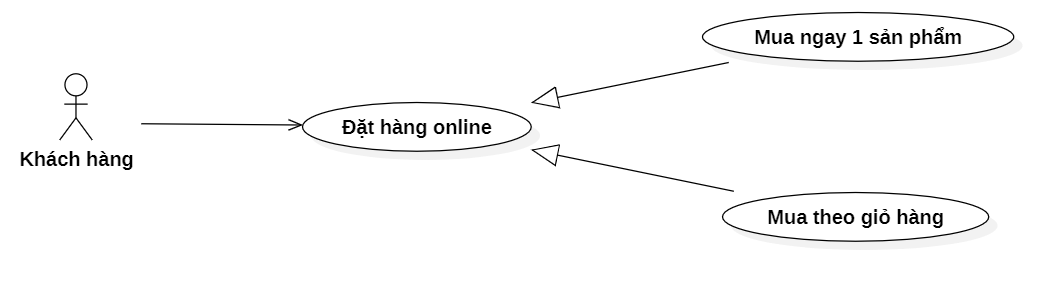 Mua ngay 1 sản phẩm
Đặt hàng online
Khách hàng
Mua theo giỏ hàng